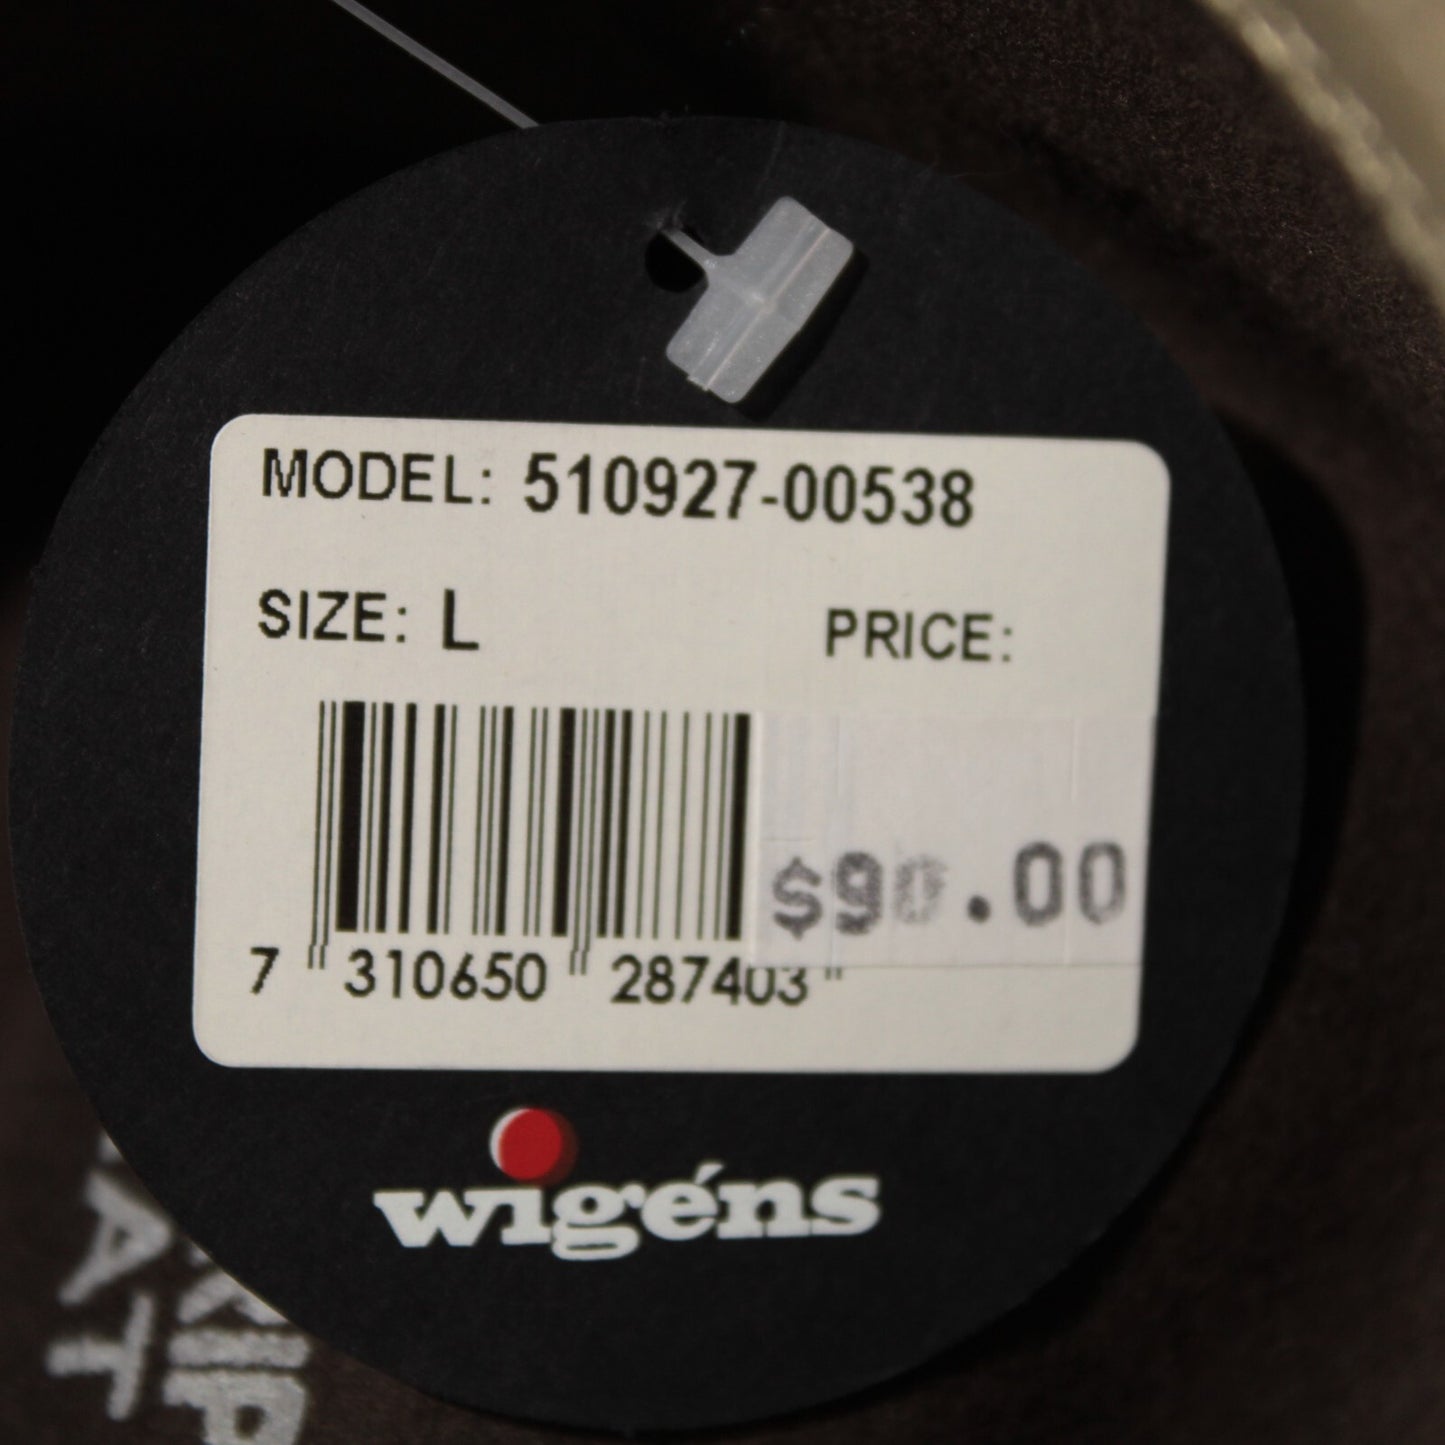 MODEL: 510927-00538
SIZE: L PRICE:
$90.00
7 310650 287403
wigéns